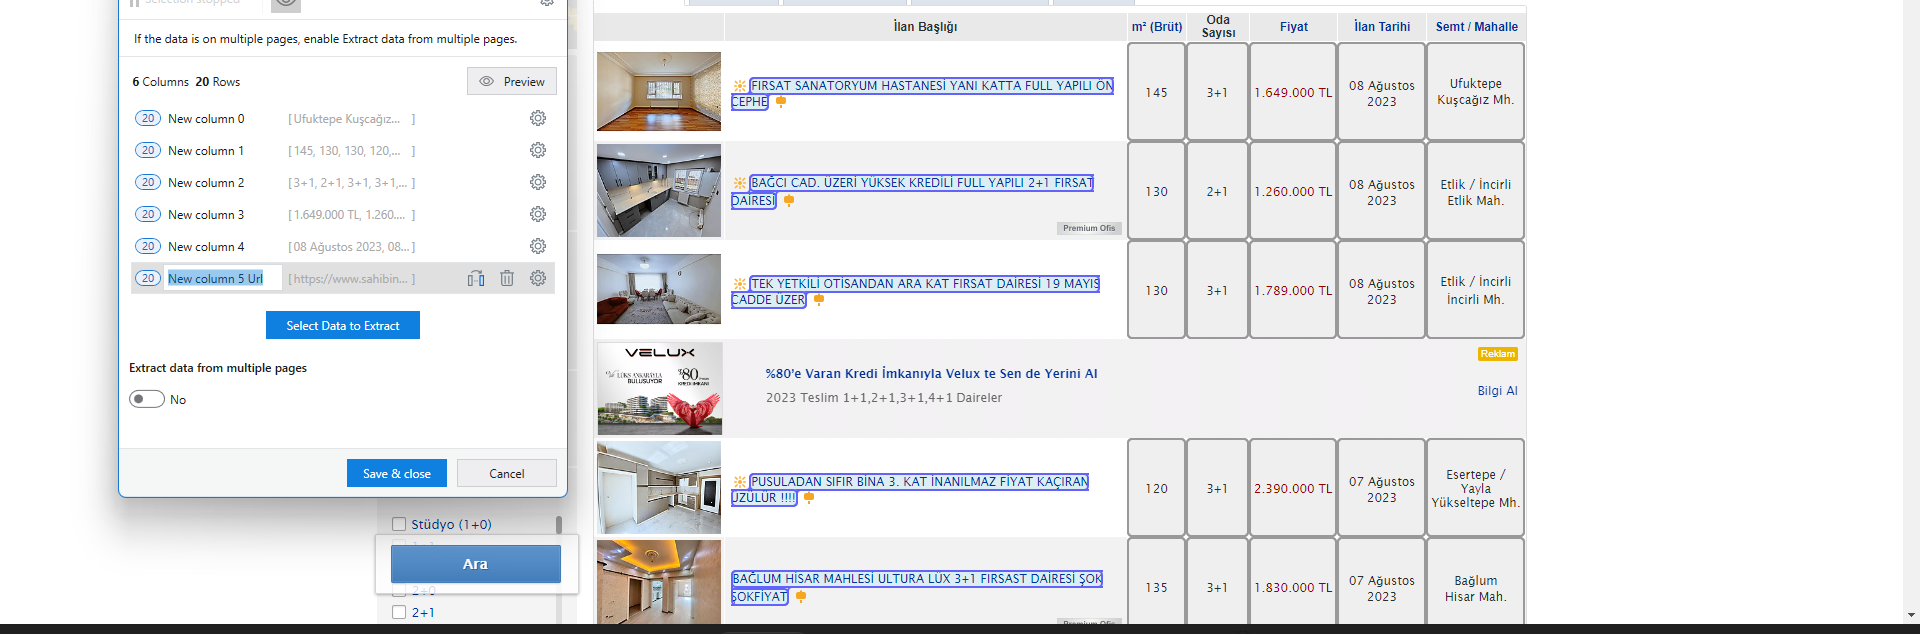 Selection stopped
If the data is on multiple pages, enable Extract data from multiple pages.
6 Columns 20 Rows
Preview
20 New column 0 [Ufuktepe Kuşcağız... ]
20 New column 1 [145, 130, 130, 120,... ]
20 New column 2 [3+1, 2+1, 3+1, 3+1,... ]
20 New column 3 [1.649.000 TL, 1.260.... ]
20 New column 4 [08 Ağustos 2023, 08... ]
20 New column 5 Url [https://www.sahibin... ]
Select Data to Extract
Extract data from multiple pages
No
Save & close
Cancel
Stüdyo (1+0)
Ara
2+0
2+1
İlan Başlığı
m² (Brüt)
Oda
Sayısı
Fiyat
İlan Tarihi
Semt / Mahalle
FIRSAT SANATORYUM HASTANESİ YANI KATTA FULL YAPILI ÖN
CEPHE
145
3+1
1.649.000 TL
08 Ağustos
2023
Ufuktepe
Kuşcağız Mh.
BAĞCI CAD. ÜZERİ YÜKSEK KREDİLİ FULL YAPILI 2+1 FIRSAT
DAİRESİ
Premium Ofis
130
2+1
1.260.000 TL
08 Ağustos
2023
Etlik / İncirli
Etlik Mah.
TEK YETKİLİ OTİSANDAN ARA KAT FIRSAT DAİRESİ 19 MAYIS
CADDE ÜZER
130
3+1
1.789.000 TL
08 Ağustos
2023
Etlik / İncirli
İncirli Mh.
VELUX
BULUŞUYOR
%80
KREDİ İMKANI
%80'e Varan Kredi İmkanıyla Velux te Sen de Yerini Al
2023 Teslim 1+1,2+1,3+1,4+1 Daireler
Reklam
Bilgi Al
PUSULADAN SIFIR BİNA 3. KAT İNANILMAZ FİYAT KAÇIRAN
ÜZÜLÜR !!!!
120
3+1
2.390.000 TL
07 Ağustos
2023
Esertepe /
Yayla
Yükseltepe Mh.
BAĞLUM HİSAR MAHLESİ ULTURA LÜX 3+1 FIRSAST DAİRESİ ŞOK
ŞOKFİYAT
Premium Ofis
135
3+1
1.830.000 TL
07 Ağustos
2023
Bağlum
Hisar Mah.